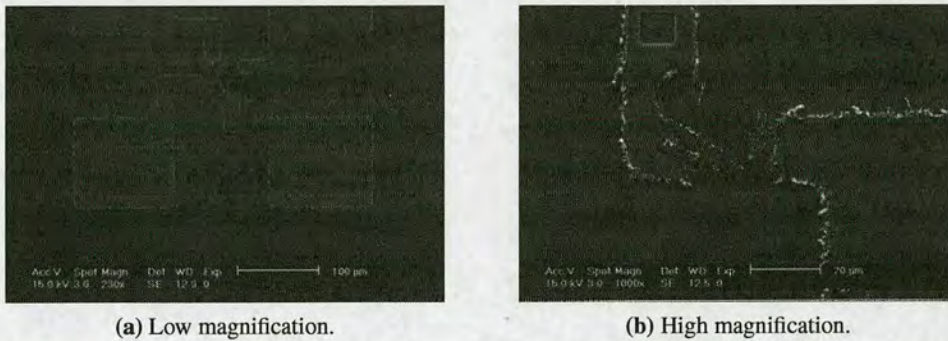 Acc.V Spot Magn Det WD Exp 100 µm
15.0 kV 3.0 230x SE 12.3 0
Acc.V Spot Magn Det WD Exp 20 µm
15.0 kV 3.0 1000x SE 12.5 0
(a) Low magnification.
(b) High magnification.